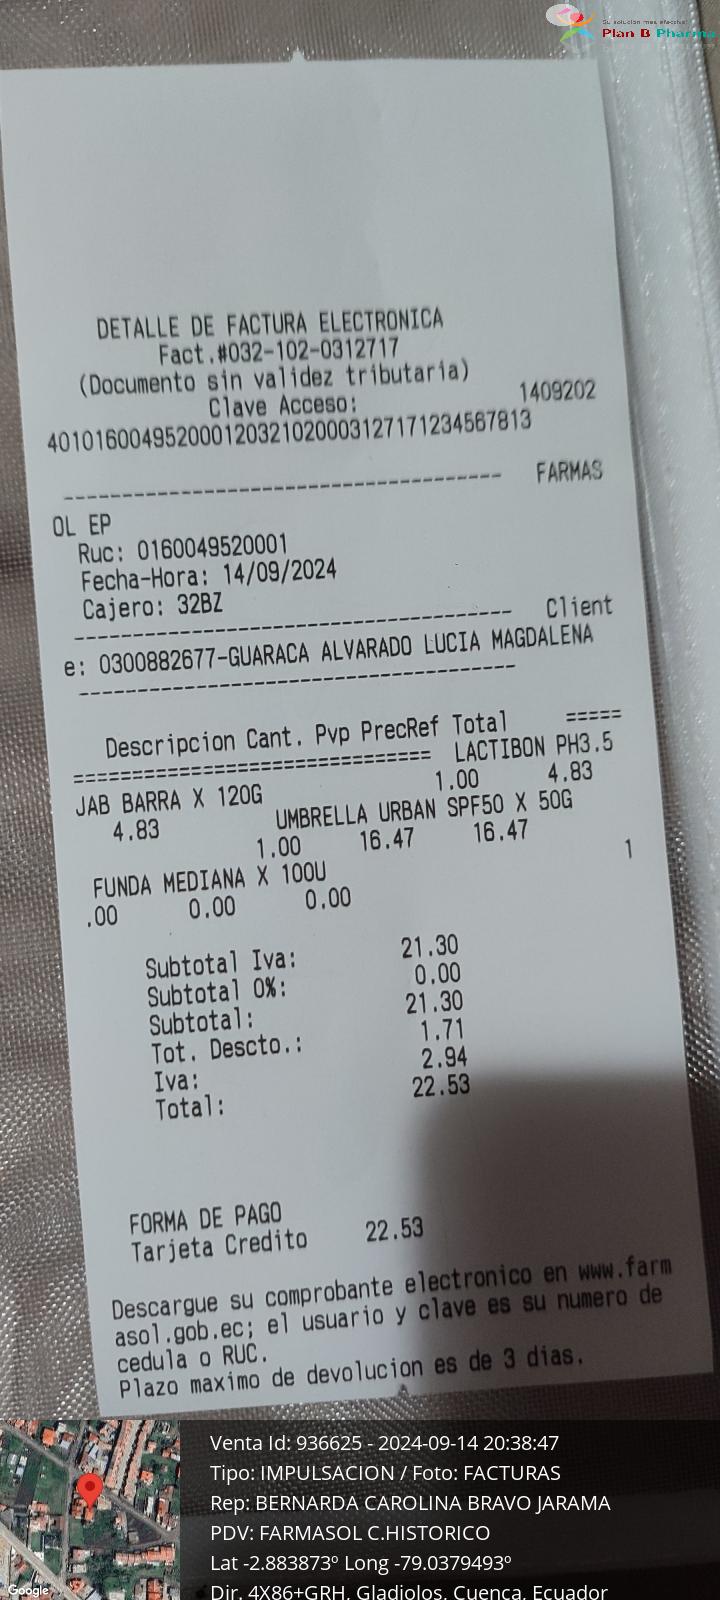 Su solución mas efectiva
Plan B Pharma
DETALLE DE FACTURA ELECTRONICA
Fact.#032-102-0312717
(Documento sin validez tributaria)
Clave Acceso: 1409202
401016004952000120321020003127171234567813
------------------------------------ FARMAS
OL EP
Ruc: 0160049520001
Fecha-Hora: 14/09/2024
Cajero: 32BZ
------------------------------------ Client
e: 0300882677-GUARACA ALVARADO LUCIA MAGDALENA
------------------------------------
Descripcion Cant. Pvp PrecRef Total =====
=============================== LACTIBON PH3.5
JAB BARRA X 120G 1.00 4.83
4.83 UMBRELLA URBAN SPF50 X 50G
1.00 16.47 16.47
FUNDA MEDIANA X 100U 1
.00 0.00 0.00
Subtotal Iva: 21.30
Subtotal 0%: 0.00
Subtotal: 21.30
Tot. Descto.: 1.71
Iva: 2.94
Total: 22.53
FORMA DE PAGO
Tarjeta Credito 22.53
Descargue su comprobante electronico en www.farm
asol.gob.ec; el usuario y clave es su numero de
cedula o RUC.
Plazo maximo de devolucion es de 3 dias.
Venta Id: 936625 - 2024-09-14 20:38:47
Tipo: IMPULSACION / Foto: FACTURAS
Rep: BERNARDA CAROLINA BRAVO JARAMA
PDV: FARMASOL C.HISTORICO
Lat -2.883873º Long -79.0379493º
Dir. 4X86+GRH, Gladiolos, Cuenca, Ecuador
Google